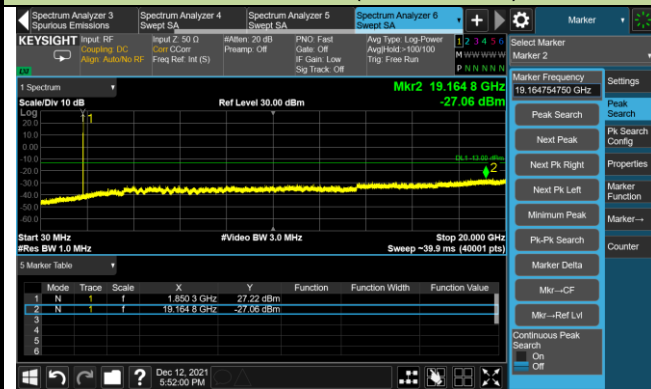 Spectrum Analyzer 3
Spurious Emissions
Spectrum Analyzer 4
Swept SA
Spectrum Analyzer 5
Swept SA
Spectrum Analyzer 6
Swept SA
Marker
KEYSIGHT
Input: RF
Coupling: DC
Align: Auto/No RF
Input Z: 50 Ω
Corr CCorr
Freq Ref: Int (S)
#Atten: 20 dB
Preamp: Off
PNO: Fast
Gate: Off
IF Gain: Low
Sig Track: Off
Avg Type: Log-Power
Avg|Hold:>100/100
Trig: Free Run
1 2 3 4 5 6
M W W W W W
P N N N N N
Select Marker
Marker 2
1 Spectrum
Mkr2 19.164 8 GHz
-27.06 dBm
Scale/Div 10 dB
Ref Level 30.00 dBm
Log
20.0
10.0
0.00
-10.0
-20.0
-30.0
-40.0
-50.0
-60.0
1
DL1 -13.00 dBm
2
Start 30 MHz
#Res BW 1.0 MHz
#Video BW 3.0 MHz
Stop 20.000 GHz
Sweep ~39.9 ms (40001 pts)
5 Marker Table
Mode Trace Scale X Y Function Function Width Function Value
1 N 1 f 1.850 3 GHz 27.22 dBm
2 N 1 f 19.164 8 GHz -27.06 dBm
3
4
5
6
Marker Frequency
19.164754750 GHz
Peak Search
Next Peak
Next Pk Right
Next Pk Left
Minimum Peak
Pk-Pk Search
Marker Delta
Mkr→CF
Mkr→Ref Lvl
Continuous Peak
Search
On
Off
Settings
Peak
Search
Pk Search
Config
Properties
Marker
Function
Marker→
Counter
?
Dec 12, 2021
5:52:00 PM